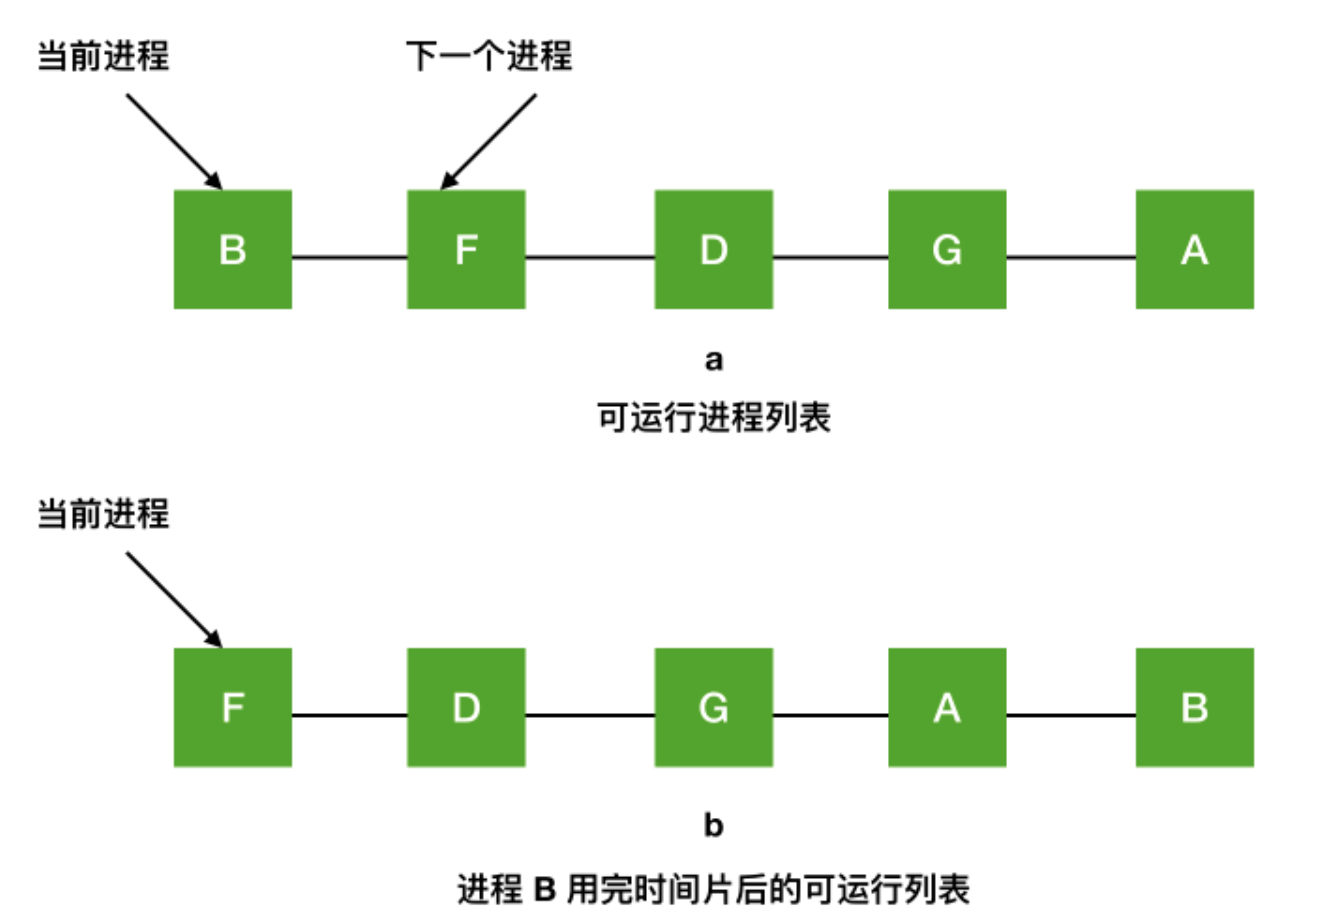 当前进程 下一个进程
B F D G A
a
可运行进程列表
当前进程
F D G A B
b
进程 B 用完时间片后的可运行列表